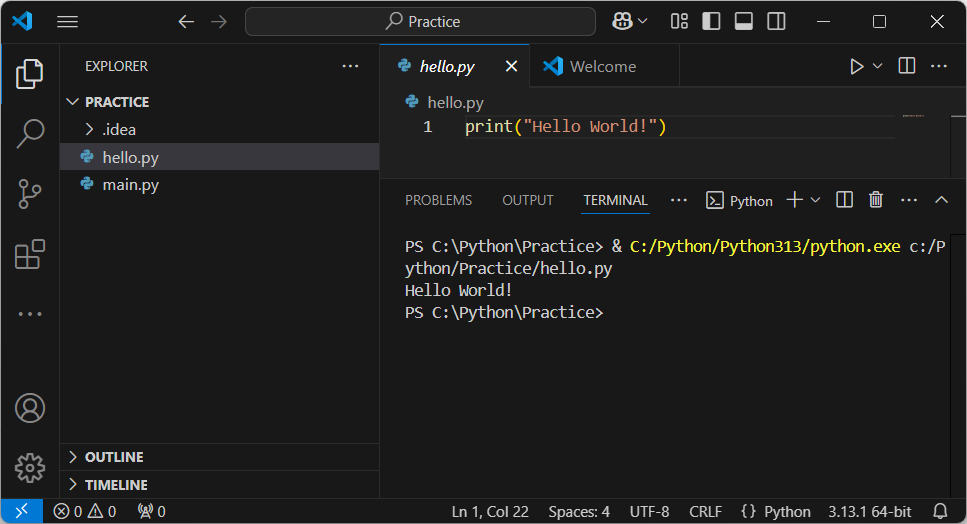 Practice
EXPLORER
PRACTICE
.idea
hello.py
main.py
OUTLINE
TIMELINE
hello.py
Welcome
hello.py
1 print("Hello World!")
PROBLEMS OUTPUT TERMINAL Python
PS C:\Python\Practice> & C:/Python/Python313/python.exe c:/P
ython/Practice/hello.py
Hello World!
PS C:\Python\Practice>
0 0 0 Ln 1, Col 22 Spaces: 4 UTF-8 CRLF {} Python 3.13.1 64-bit